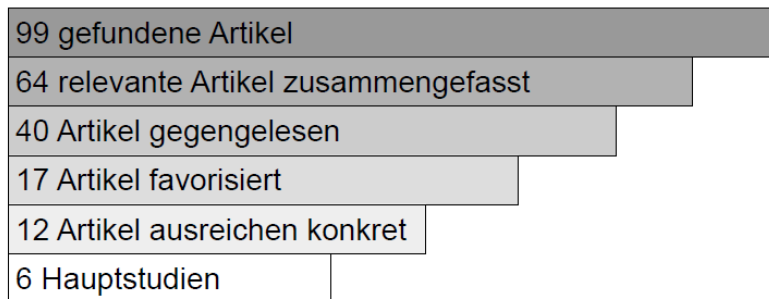 99 gefundene Artikel
64 relevante Artikel zusammengefasst
40 Artikel gegengelesen
17 Artikel favorisiert
12 Artikel ausreichen konkret
6 Hauptstudien